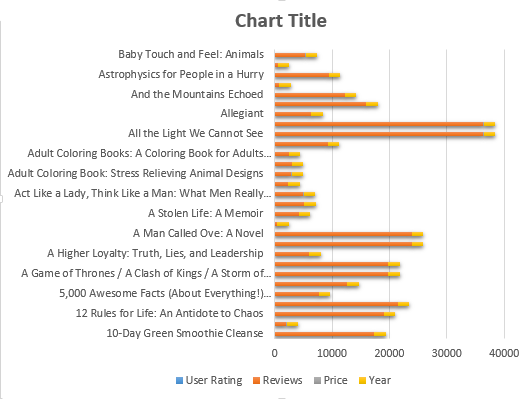 Chart Title
Baby Touch and Feel: Animals
Astrophysics for People in a Hurry
And the Mountains Echoed
Allegiant
All the Light We Cannot See
Adult Coloring Books: A Coloring Book for Adults...
Adult Coloring Book: Stress Relieving Animal Designs
Act Like a Lady, Think Like a Man: What Men Really...
A Stolen Life: A Memoir
A Man Called Ove: A Novel
A Higher Loyalty: Truth, Lies, and Leadership
A Game of Thrones / A Clash of Kings / A Storm of...
5,000 Awesome Facts (About Everything!)...
12 Rules for Life: An Antidote to Chaos
10-Day Green Smoothie Cleanse
0 10000 20000 30000 40000
User Rating Reviews Price Year